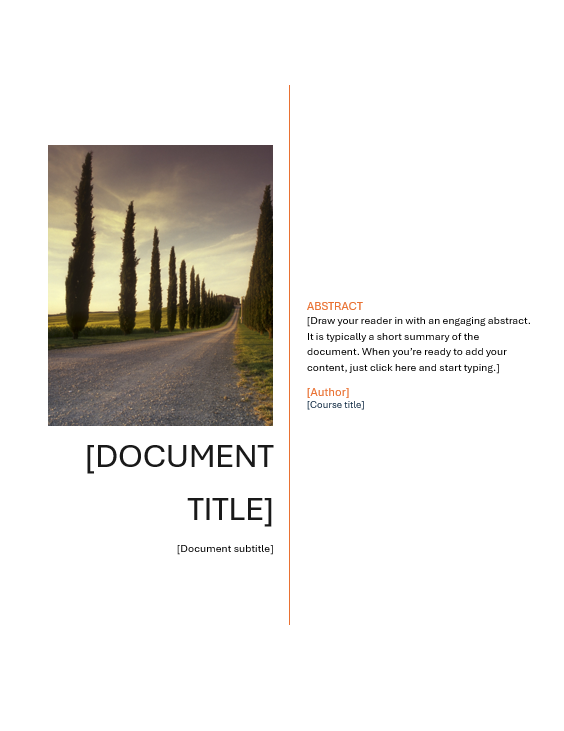 [DOCUMENT
TITLE]
[Document subtitle]
ABSTRACT
[Draw your reader in with an engaging abstract.
It is typically a short summary of the
document. When you're ready to add your
content, just click here and start typing.]
[Author]
[Course title]